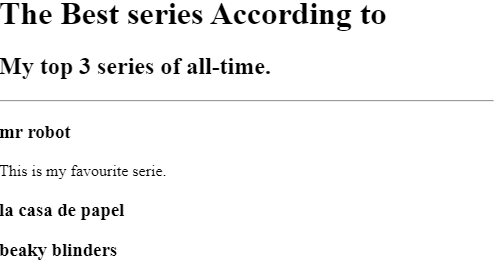 The Best series According to
My top 3 series of all-time.
mr robot
This is my favourite serie.
la casa de papel
beaky blinders